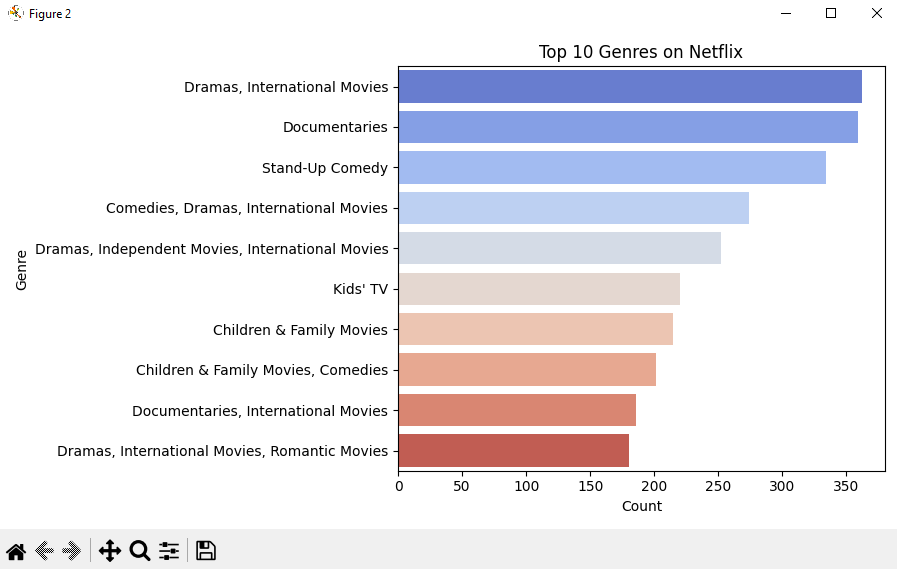 Figure 2
Top 10 Genres on Netflix
Dramas, International Movies
Documentaries
Stand-Up Comedy
Comedies, Dramas, International Movies
Dramas, Independent Movies, International Movies
Kids' TV
Children & Family Movies
Children & Family Movies, Comedies
Documentaries, International Movies
Dramas, International Movies, Romantic Movies
Genre
0 50 100 150 200 250 300 350
Count